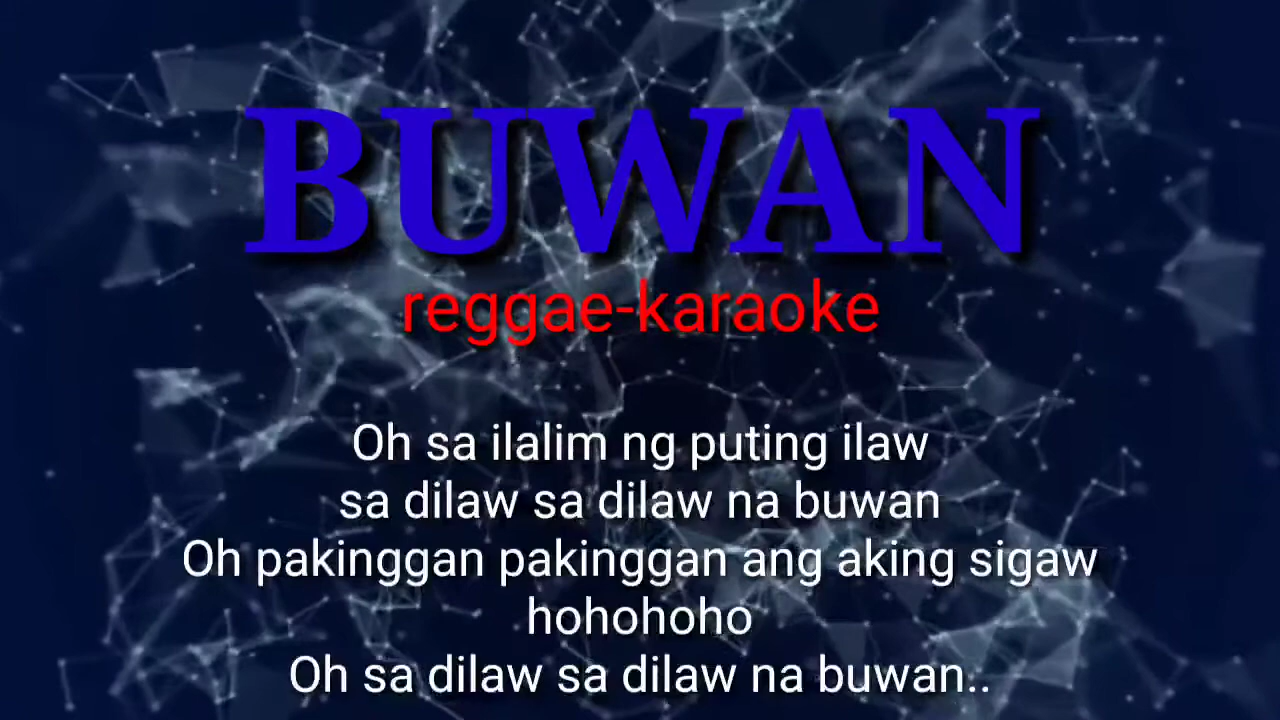 BUWAN
reggae-karaoke
Oh sa ilalim ng puting ilaw
sa dilaw sa dilaw na buwan
Oh pakinggan pakinggan ang aking sigaw
hohohoho
Oh sa dilaw sa dilaw na buwan..